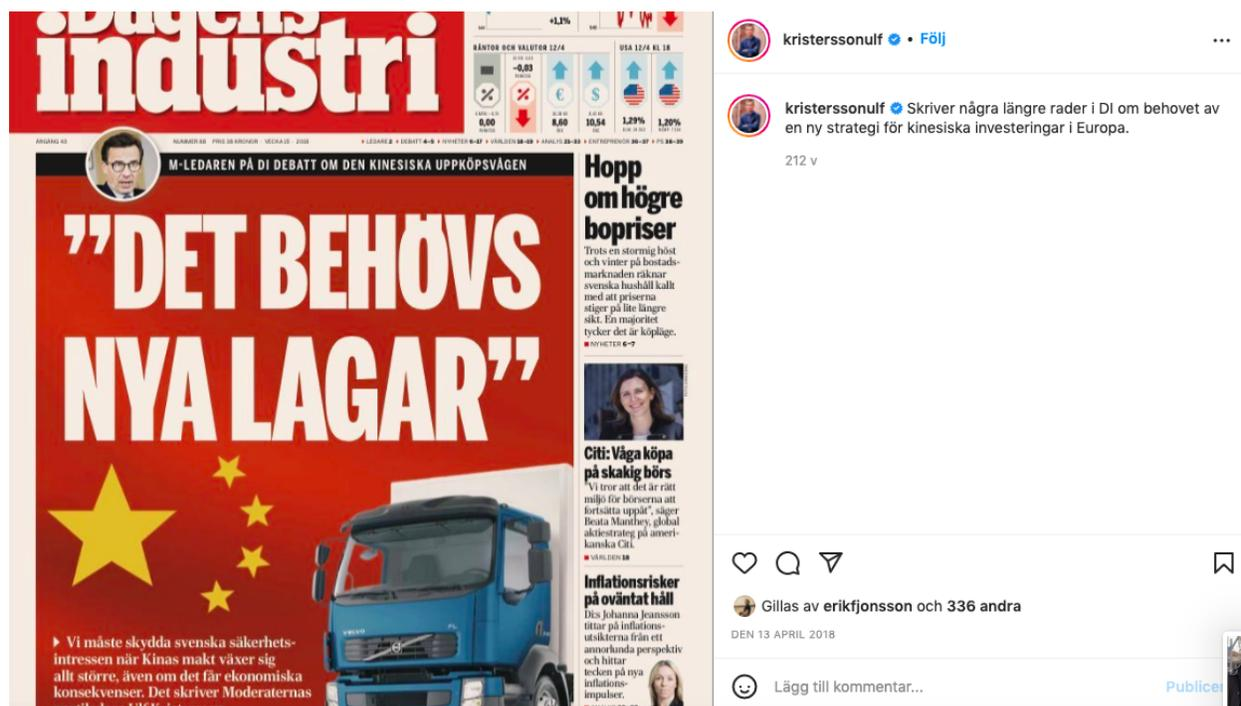 Dagens
industri
+1,1%
RÄNTOR OCH VALUTOR 12/4
USA 12/4 KL 18
-0,03
0,00
8,60
10,54
1,29%
1,20%
ÅRGÅNG 43
NUMMER 86 PRIS 38 KRONOR VECKA 15 2018
LEDARE 2 DEBATT 4–5 NYHETER 6–17 VÄRLDEN 18–19 ANALYS 21–33 ENTREPRENÖR 36–37 PS 38–39
M-LEDAREN PÅ DI DEBATT OM DEN KINESISKA UPPKÖPSVÅGEN
”DET BEHÖVS
NYA LAGAR”
Vi måste skydda svenska säkerhets-
intressen när Kinas makt växer sig
allt större, även om det får ekonomiska
konsekvenser. Det skriver Moderaternas
VOLVO
FL
Hopp
om högre
bopriser
Trots en stormig höst
och vinter på bostads-
marknaden räknar
svenska hushåll kallt
med att priserna
stiger på lite längre
sikt. En majoritet
tycker det är köpläge.
NYHETER 6–7
Citi: Våga köpa
på skakig börs
”Vi tror att det är rätt
miljö för börserna att
fortsätta uppåt”, säger
Beata Manthey, global
aktiestrateg på ameri-
kanska Citi.
VÄRLDEN 18
Inflationsrisker
på oväntat håll
Di:s Johanna Jeansson
tittar på inflations-
utsikterna från ett
annorlunda perspektiv
och hittar
tecken på nya
inflations-
impulser.
kristerssonulf • Följ
kristerssonulf Skriver några längre rader i DI om behovet av
en ny strategi för kinesiska investeringar i Europa.
212 v
Gillas av erikfjonsson och 336 andra
DEN 13 APRIL 2018
Lägg till kommentar...
Publicer